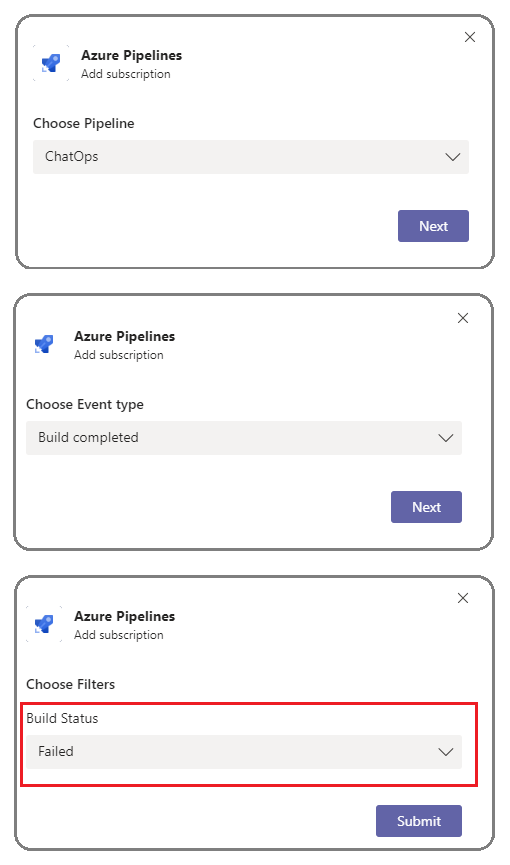 Azure Pipelines
Add subscription
Choose Pipeline
ChatOps
Next
Azure Pipelines
Add subscription
Choose Event type
Build completed
Next
Azure Pipelines
Add subscription
Choose Filters
Build Status
Failed
Submit